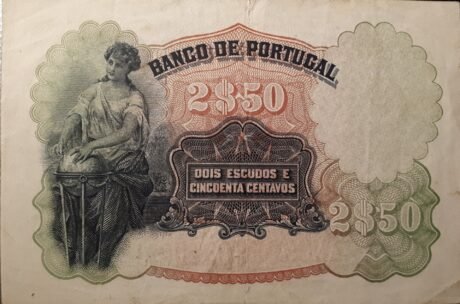 BANCO DE PORTUGAL
2$50
DOIS ESCUDOS E
CINCOENTA CENTAVOS
2$50